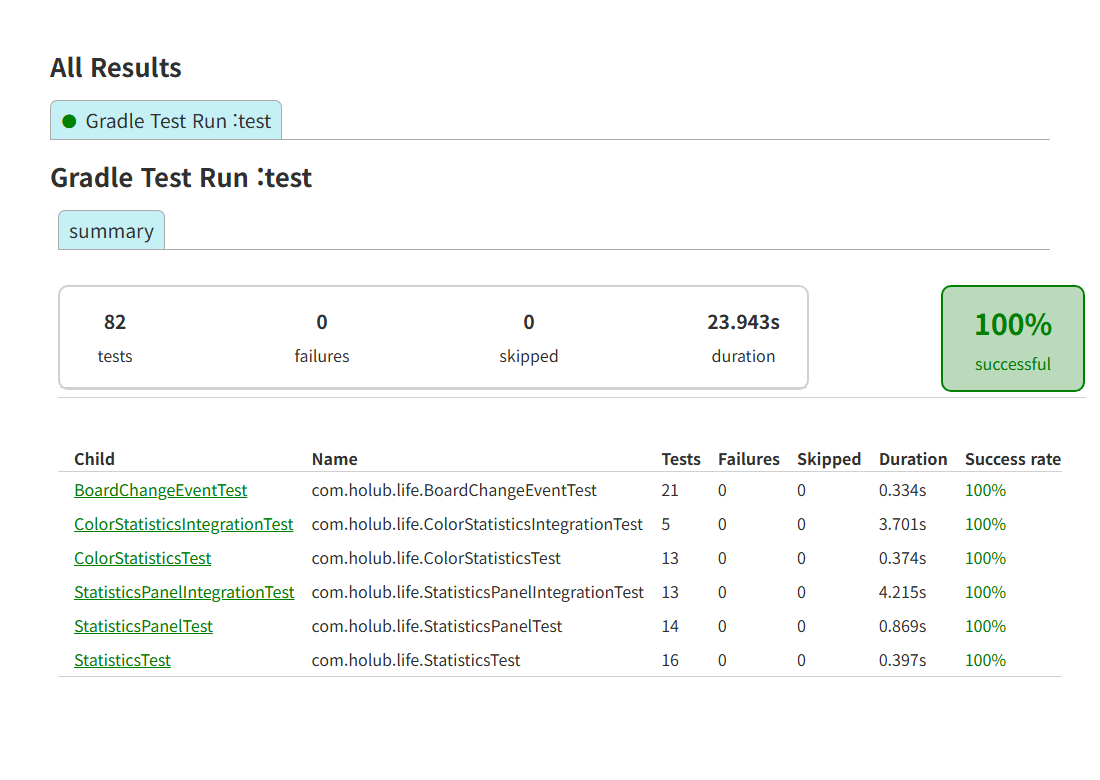 All Results
Gradle Test Run :test
Gradle Test Run :test
summary
82 0 0 23.943s 100%
tests failures skipped duration successful
Child Name Tests Failures Skipped Duration Success rate
BoardChangeEventTest com.holub.life.BoardChangeEventTest 21 0 0 0.334s 100%
ColorStatisticsIntegrationTest com.holub.life.ColorStatisticsIntegrationTest 5 0 0 3.701s 100%
ColorStatisticsTest com.holub.life.ColorStatisticsTest 13 0 0 0.374s 100%
StatisticsPanelIntegrationTest com.holub.life.StatisticsPanelIntegrationTest 13 0 0 4.215s 100%
StatisticsPanelTest com.holub.life.StatisticsPanelTest 14 0 0 0.869s 100%
StatisticsTest com.holub.life.StatisticsTest 16 0 0 0.397s 100%